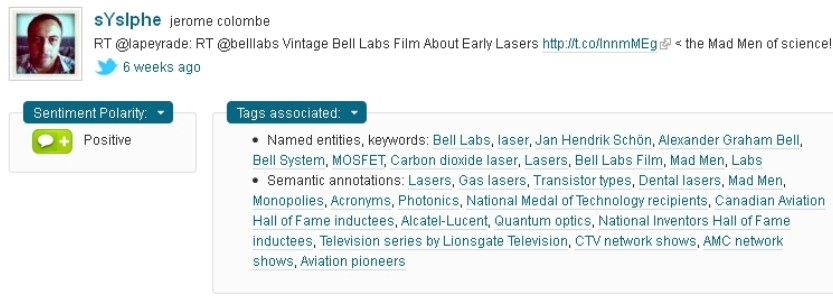 sYsIphe jerome colombe
RT @lapeyrade: RT @belllabs Vintage Bell Labs Film About Early Lasers http://t.co/InnmMEg < the Mad Men of science!
6 weeks ago
Sentiment Polarity:
Positive
Tags associated:
• Named entities, keywords: Bell Labs, laser, Jan Hendrik Schön, Alexander Graham Bell,
Bell System, MOSFET, Carbon dioxide laser, Lasers, Bell Labs Film, Mad Men, Labs
• Semantic annotations: Lasers, Gas lasers, Transistor types, Dental lasers, Mad Men,
Monopolies, Acronyms, Photonics, National Medal of Technology recipients, Canadian Aviation
Hall of Fame inductees, Alcatel-Lucent, Quantum optics, National Inventors Hall of Fame
inductees, Television series by Lionsgate Television, CTV network shows, AMC network
shows, Aviation pioneers